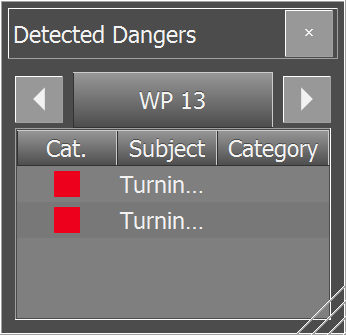 Detected Dangers ×
WP 13
Cat. Subject Category
Turnin...
Turnin...